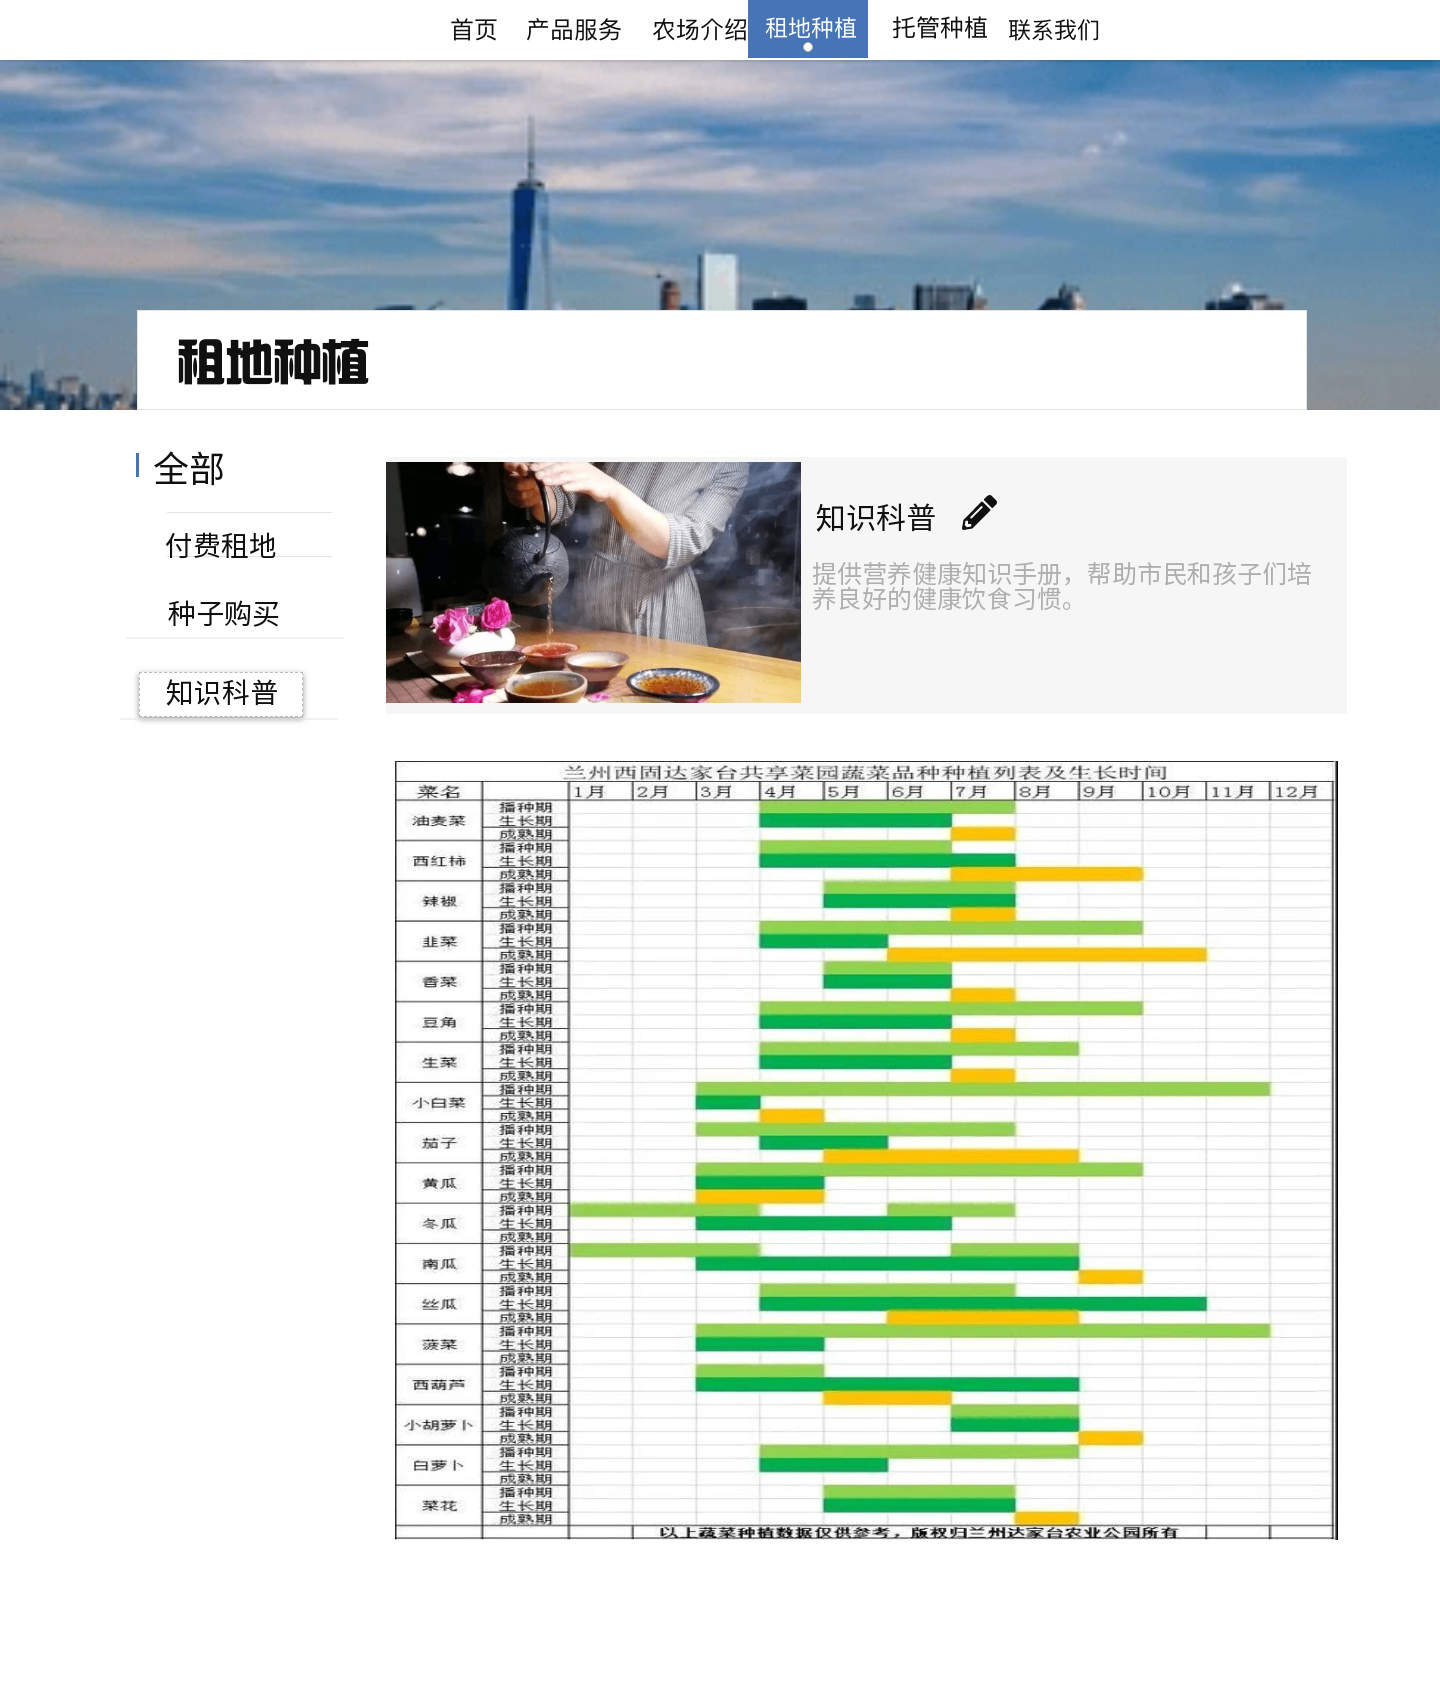 首页 产品服务 农场介绍 租地种植 托管种植 联系我们
租地种植
全部
付费租地
种子购买
知识科普
知识科普
提供营养健康知识手册，帮助市民和孩子们培
养良好的健康饮食习惯。
兰州西固达家台共享菜园蔬菜品种种植列表及生长时间
菜名 1月 2月 3月 4月 5月 6月 7月 8月 9月 10月 11月 12月
油麦菜 播种期
生长期
成熟期
西红柿 播种期
生长期
成熟期
辣椒 播种期
生长期
成熟期
韭菜 播种期
生长期
成熟期
香菜 播种期
生长期
成熟期
豆角 播种期
生长期
成熟期
生菜 播种期
生长期
成熟期
小白菜 播种期
生长期
成熟期
茄子 播种期
生长期
成熟期
黄瓜 播种期
生长期
成熟期
冬瓜 播种期
生长期
成熟期
南瓜 播种期
生长期
成熟期
丝瓜 播种期
生长期
成熟期
菠菜 播种期
生长期
成熟期
西葫芦 播种期
生长期
成熟期
小胡萝卜 播种期
生长期
成熟期
白萝卜 播种期
生长期
成熟期
菜花 播种期
生长期
成熟期
以上蔬菜种植数据仅供参考，版权归兰州达家台农业公园所有